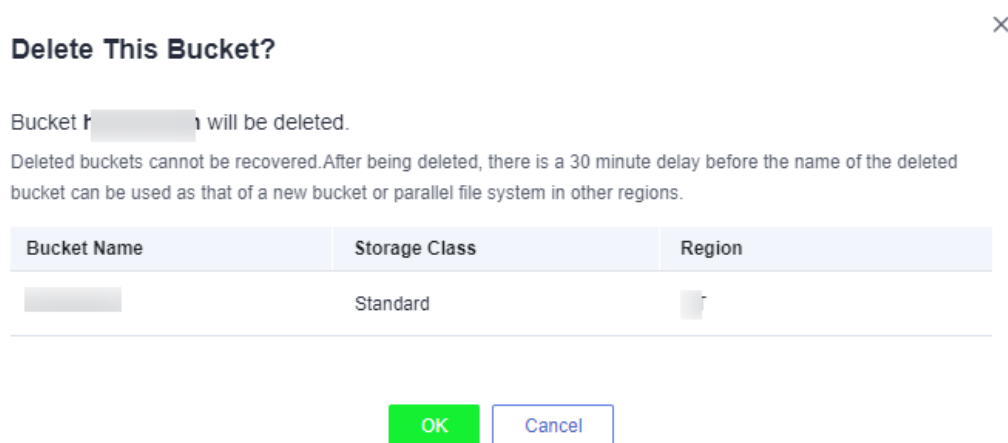 Delete This Bucket?
Bucket will be deleted.
Deleted buckets cannot be recovered.After being deleted, there is a 30 minute delay before the name of the deleted
bucket can be used as that of a new bucket or parallel file system in other regions.
Bucket Name Storage Class Region
Standard
OK Cancel